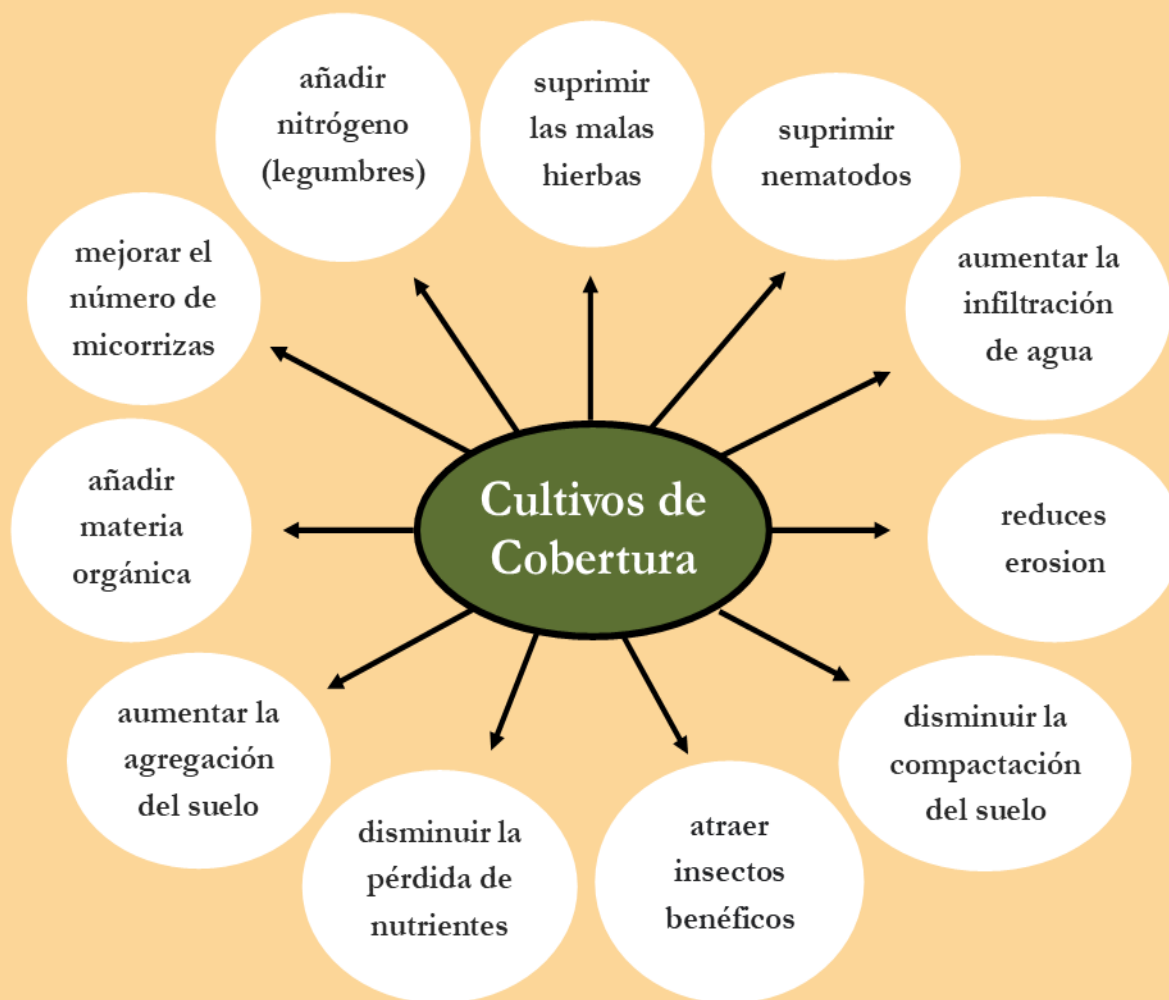 añadir
nitrógeno
(legumbres)
suprimir
las malas
hierbas
suprimir
nematodos
aumentar la
infiltración
de agua
reduces
erosion
disminuir la
compactación
del suelo
atraer
insectos
benéficos
disminuir la
pérdida de
nutrientes
aumentar la
agregación
del suelo
añadir
materia
orgánica
mejorar el
número de
micorrizas
Cultivos de
Cobertura